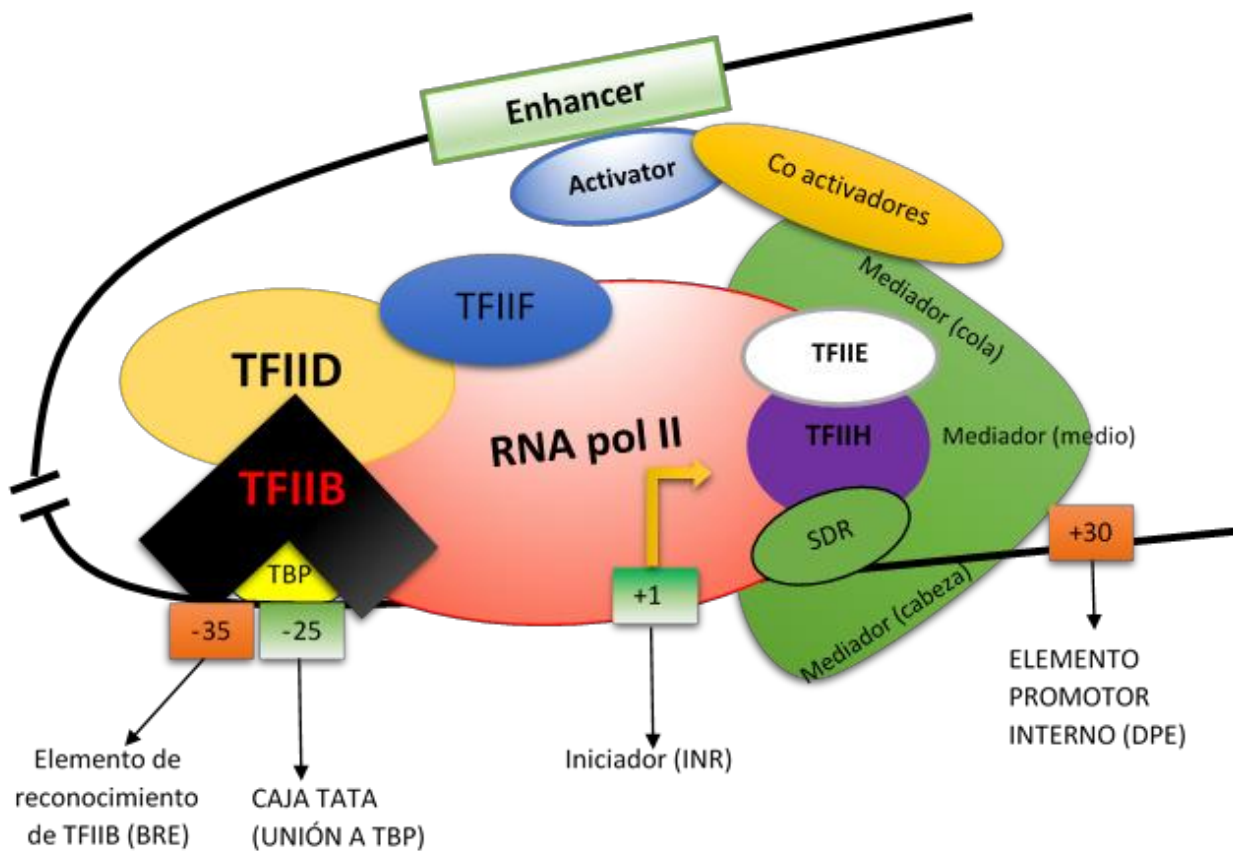 Enhancer
Activator
Co activadores
Mediador (cola)
TFIIF
TFIID
TFIIE
RNA pol II
TFIIH
Mediador (medio)
TFIIB
SDR
TBP
+30
-35
-25
+1
Mediador (cabeza)
ELEMENTO
PROMOTOR
INTERNO (DPE)
Elemento de
reconocimiento
de TFIIB (BRE)
CAJA TATA
(UNIÓN A TBP)
Iniciador (INR)